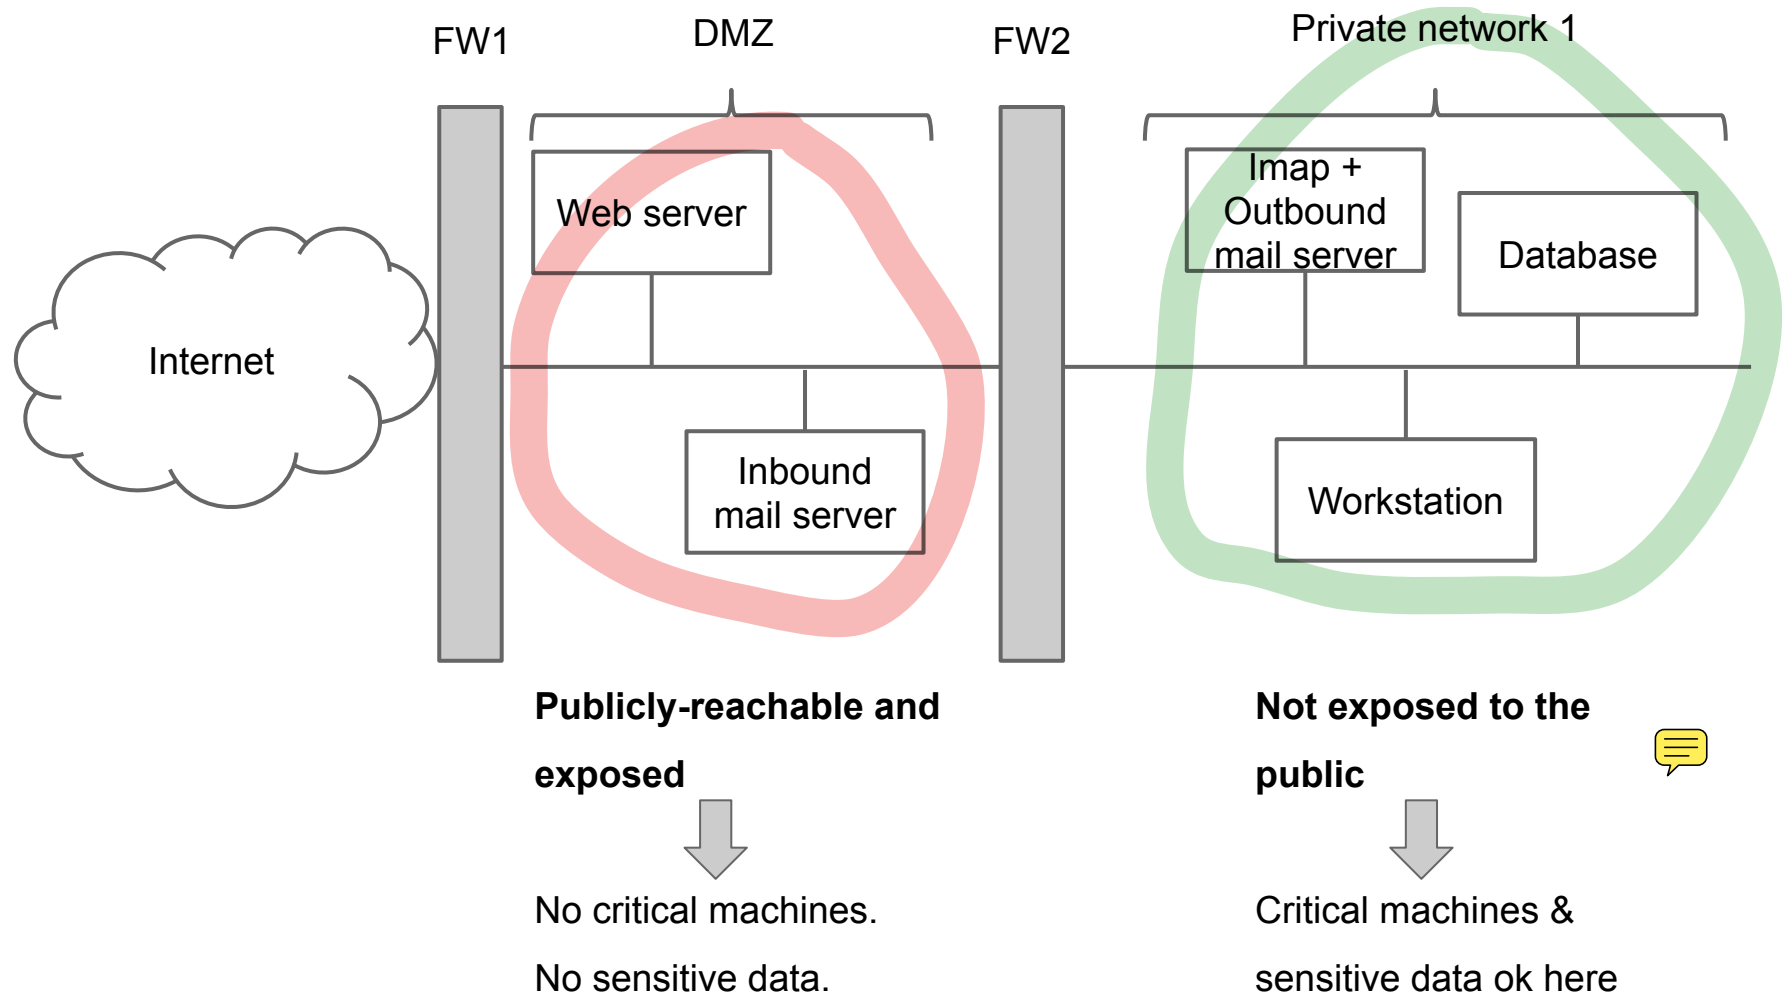 FW1
DMZ
FW2
Private network 1
Internet
Web server
Inbound
mail server
Imap +
Outbound
mail server
Database
Workstation
Publicly-reachable and
exposed
No critical machines.
No sensitive data.
Not exposed to the
public
Critical machines &
sensitive data ok here